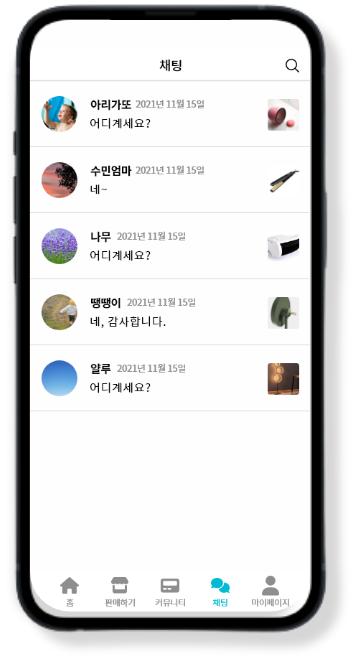 채팅
아리가또 2021년 11월 15일
어디계세요?
수민엄마 2021년 11월 15일
네~
나무 2021년 11월 15일
어디계세요?
땡땡이 2021년 11월 15일
네, 감사합니다.
얄루 2021년 11월 15일
어디계세요?
홈 판매하기 커뮤니티 채팅 마이페이지